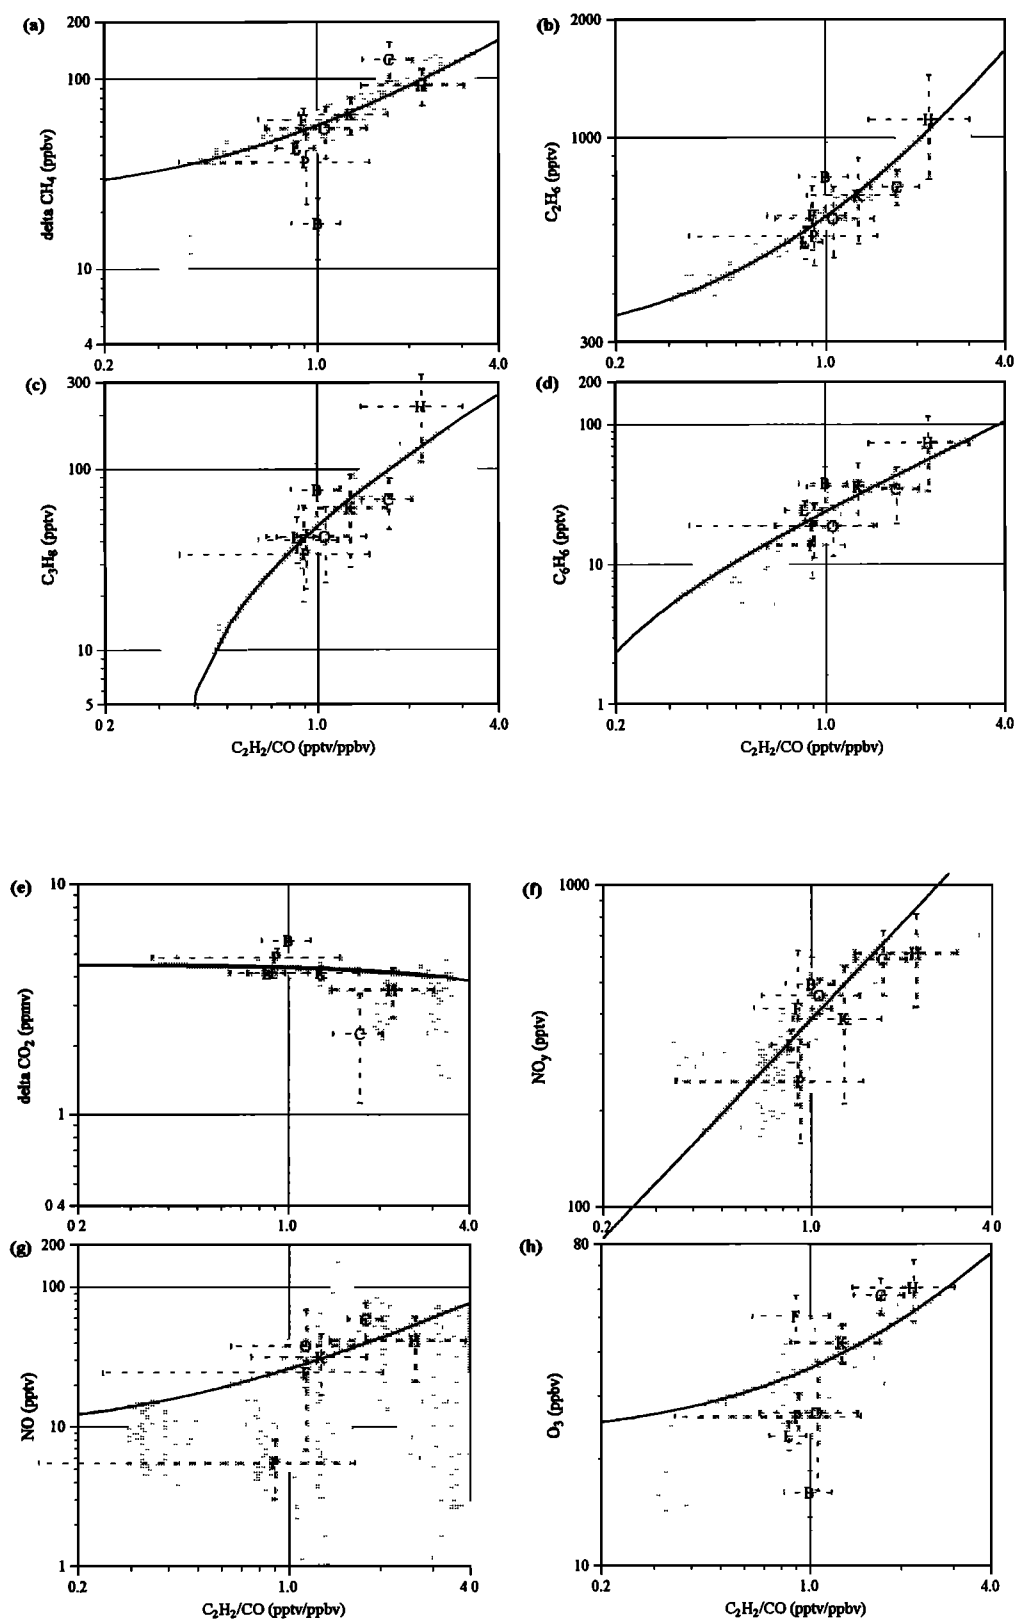 (a)
200
100
10
4
delta CH4 (ppbv)
0.2
1.0
4.0
(b)
2000
1000
300
C2H6 (pptv)
0.2
1.0
4.0
(c)
300
100
10
5
C3H8 (pptv)
0 2
1.0
4.0
C2H2/CO (pptv/ppbv)
(d)
200
100
10
1
C6H6 (pptv)
0.2
1.0
4.0
C2H2/CO (pptv/ppbv)
(e)
10
1
0 4
delta CO2 (ppmv)
0 2
1.0
4.0
(f)
1000
100
NOy (pptv)
0.2
1.0
4 0
(g)
200
100
10
1
NO (pptv)
0.2
1.0
4 0
C2H2/CO (pptv/ppbv)
(h)
80
10
O3 (ppbv)
0.2
1.0
4.0
C2H2/CO (pptv/ppbv)